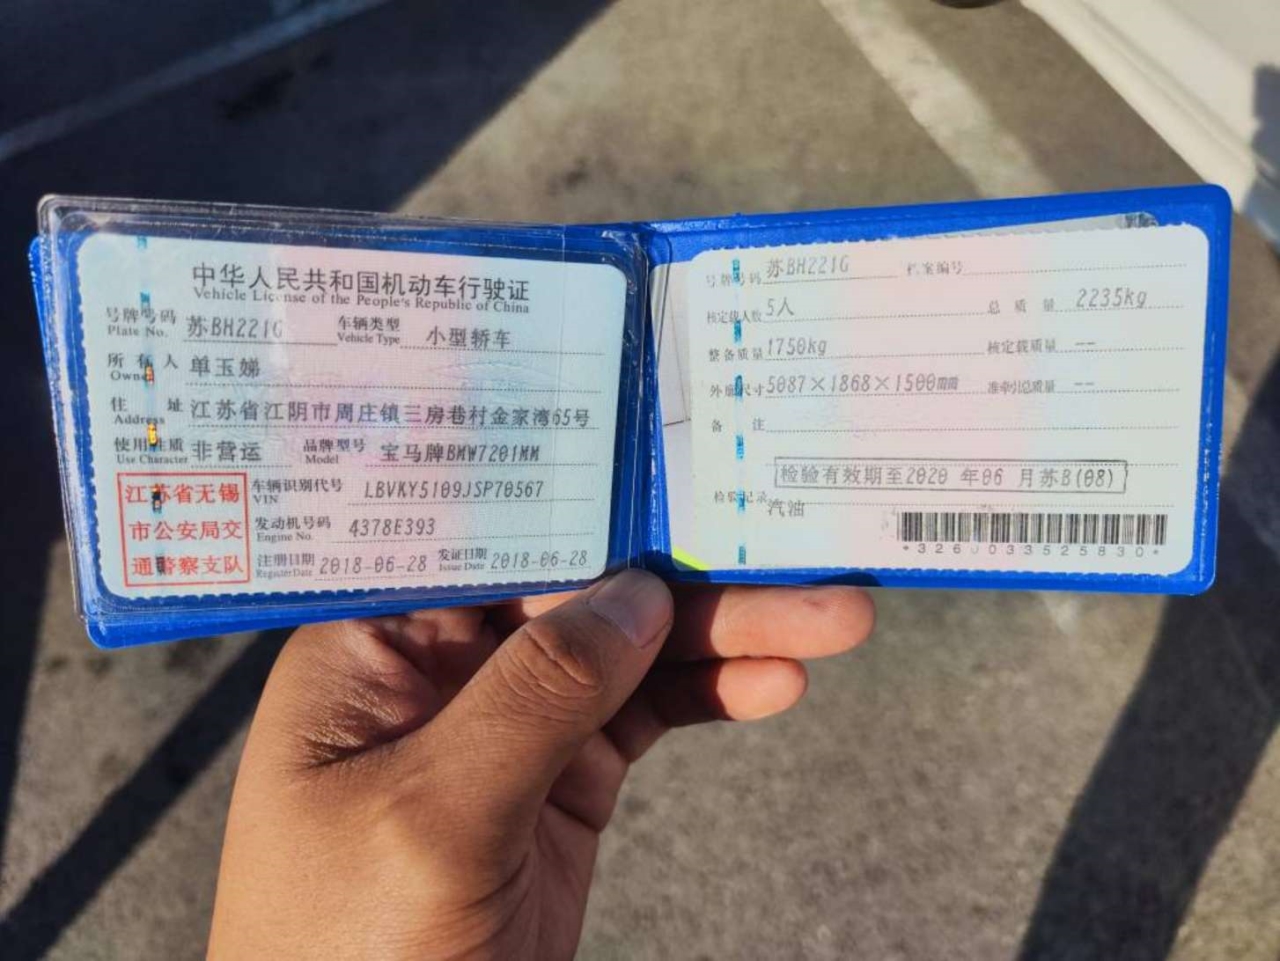 中华人民共和国机动车行驶证
Vehicle License of the People's Republic of China
号牌号码 苏BH221G 车辆类型 小型轿车
Plate No. Vehicle Type
所有人 单玉娣
Owner
住址 江苏省江阴市周庄镇三房巷村金家湾65号
Address
使用性质 非营运 品牌型号 宝马牌BMW7201MM
Use Character Model
江苏省无锡
市公安局交
通警察支队
车辆识别代号 LBVKY5109JSP70567
VIN
发动机号码 4378E393
Engine No.
注册日期 2018-06-28 发证日期 2018-06-28
Register Date Issue Date
号牌号码 苏BH221G 档案编号
核定载人数 5人 总质量 2235kg
整备质量 1750kg 核定载质量 --
外廓尺寸 5087×1868×1500mm 准牵引总质量 --
备注
检验有效期至2020 年06 月苏B(08)
检验记录
汽油
*3260033525830*